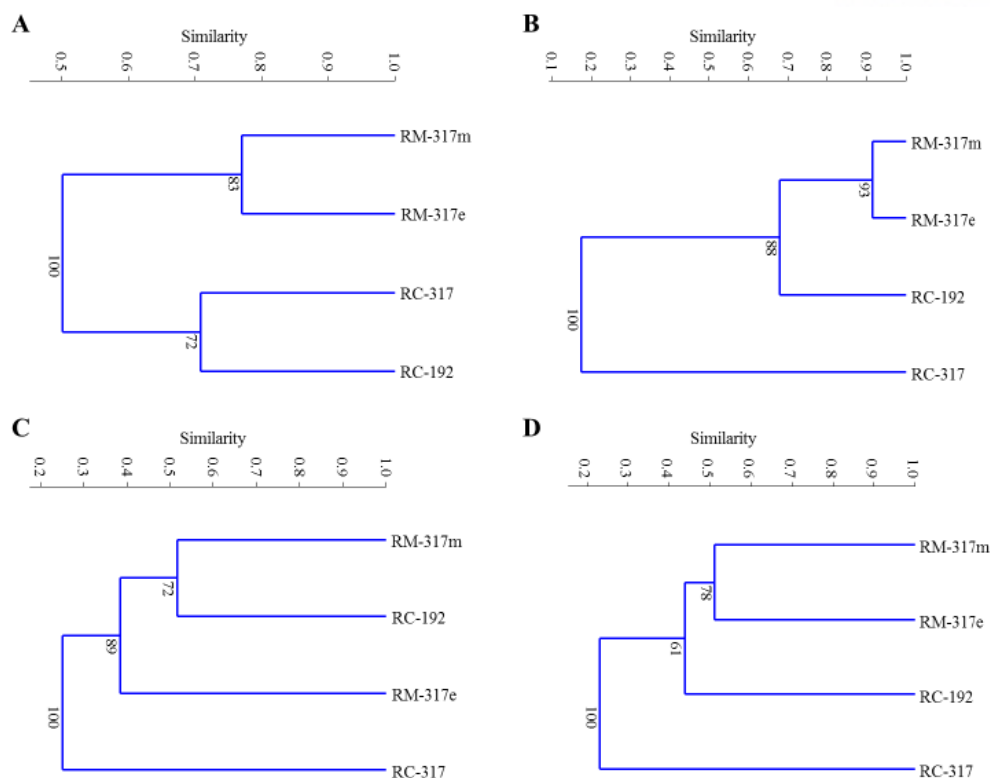 A
Similarity
0.5 0.6 0.7 0.8 0.9 1.0
RM-317m
83
RM-317e
100
RC-317
72
RC-192
B
Similarity
0.1 0.2 0.3 0.4 0.5 0.6 0.7 0.8 0.9 1.0
RM-317m
93
RM-317e
88
RC-192
100
RC-317
C
Similarity
0.2 0.3 0.4 0.5 0.6 0.7 0.8 0.9 1.0
RM-317m
72
RC-192
89
RM-317e
100
RC-317
D
Similarity
0.2 0.3 0.4 0.5 0.6 0.7 0.8 0.9 1.0
RM-317m
78
RM-317e
61
RC-192
100
RC-317